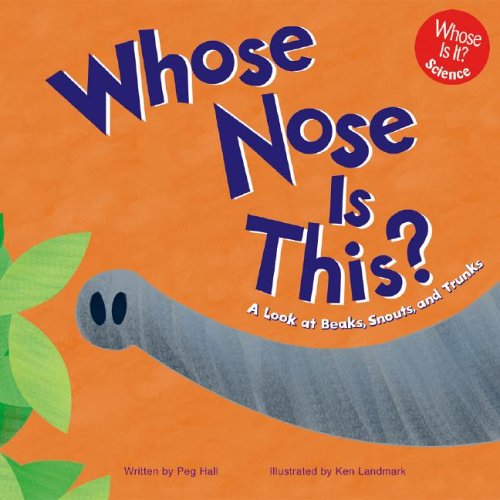 Whose
Nose
Is
This?
A Look at Beaks, Snouts, and Trunks
Whose
Is It?
Science
Written by Peg Hall
Illustrated by Ken Landmark